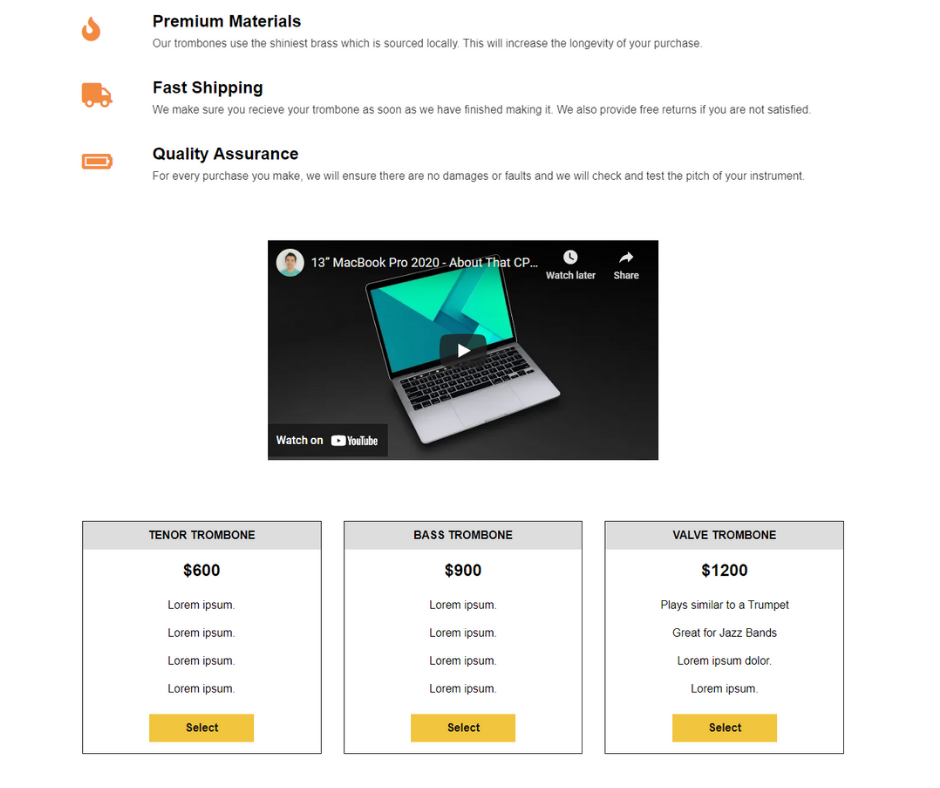 Premium Materials
Our trombones use the shiniest brass which is sourced locally. This will increase the longevity of your purchase.
Fast Shipping
We make sure you recieve your trombone as soon as we have finished making it. We also provide free returns if you are not satisfied.
Quality Assurance
For every purchase you make, we will ensure there are no damages or faults and we will check and test the pitch of your instrument.
13” MacBook Pro 2020 - About That CP...
Watch later
Share
Watch on YouTube
TENOR TROMBONE
$600
Lorem ipsum.
Lorem ipsum.
Lorem ipsum.
Lorem ipsum.
Select
BASS TROMBONE
$900
Lorem ipsum.
Lorem ipsum.
Lorem ipsum.
Lorem ipsum.
Select
VALVE TROMBONE
$1200
Plays similar to a Trumpet
Great for Jazz Bands
Lorem ipsum dolor.
Lorem ipsum.
Select